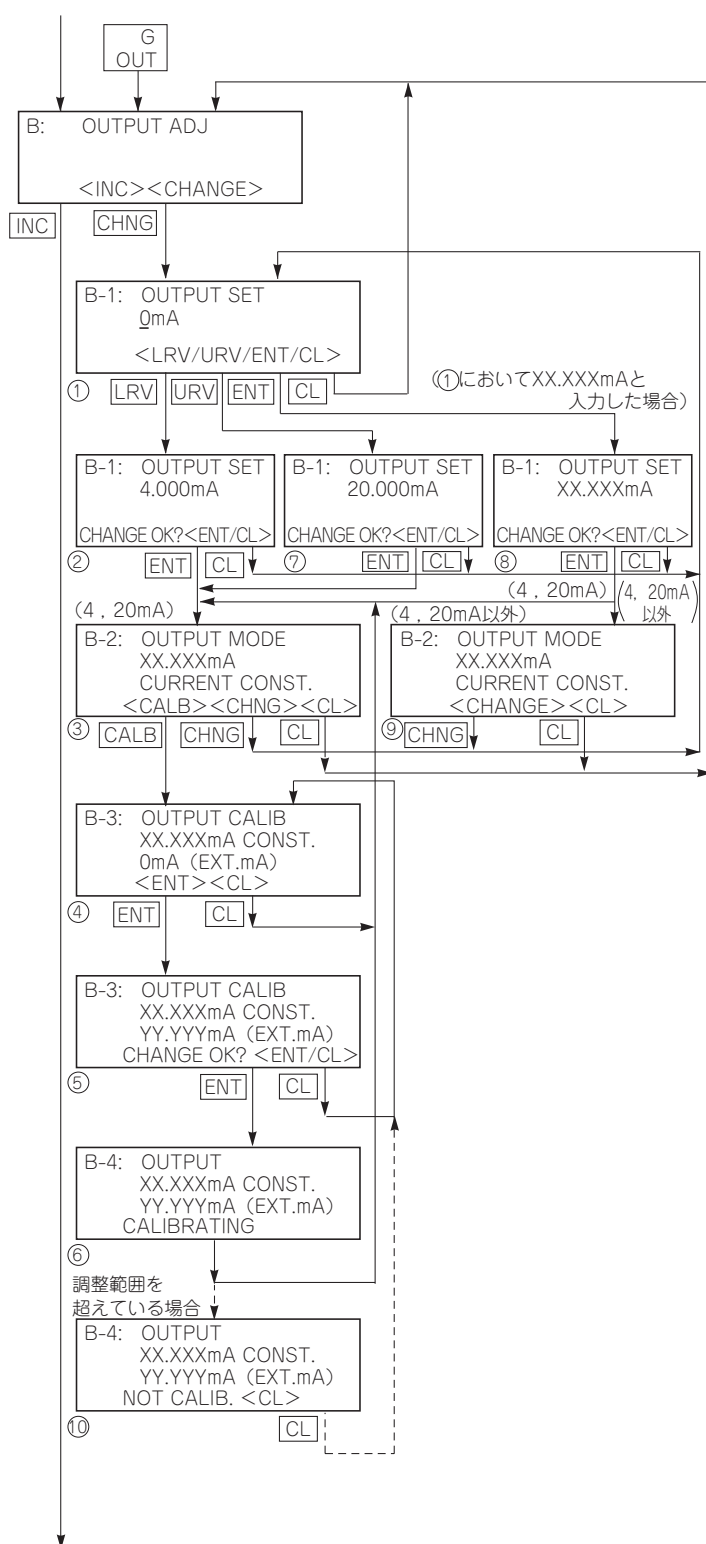 G
OUT
B: OUTPUT ADJ
<INC><CHANGE>
INC CHNG
B-1: OUTPUT SET
0mA
<LRV/URV/ENT/CL>
① LRV URV ENT CL
(①においてXX.XXXmAと
入力した場合)
B-1: OUTPUT SET
4.000mA
CHANGE OK?<ENT/CL>
② ENT CL
B-1: OUTPUT SET
20.000mA
CHANGE OK?<ENT/CL>
⑦ ENT CL
B-1: OUTPUT SET
XX.XXXmA
CHANGE OK?<ENT/CL>
⑧ ENT CL
(4 , 20mA)
(4, 20mA
以外)
(4 , 20mA)
(4 , 20mA以外)
B-2: OUTPUT MODE
XX.XXXmA
CURRENT CONST.
<CALB><CHNG><CL>
③ CALB CHNG CL
B-2: OUTPUT MODE
XX.XXXmA
CURRENT CONST.
<CHANGE><CL>
⑨ CHNG CL
B-3: OUTPUT CALIB
XX.XXXmA CONST.
0mA (EXT.mA)
<ENT><CL>
④ ENT CL
B-3: OUTPUT CALIB
XX.XXXmA CONST.
YY.YYYmA (EXT.mA)
CHANGE OK? <ENT/CL>
⑤ ENT CL
B-4: OUTPUT
XX.XXXmA CONST.
YY.YYYmA (EXT.mA)
CALIBRATING
⑥
調整範囲を
超えている場合
B-4: OUTPUT
XX.XXXmA CONST.
YY.YYYmA (EXT.mA)
NOT CALIB. <CL>
⑩ CL